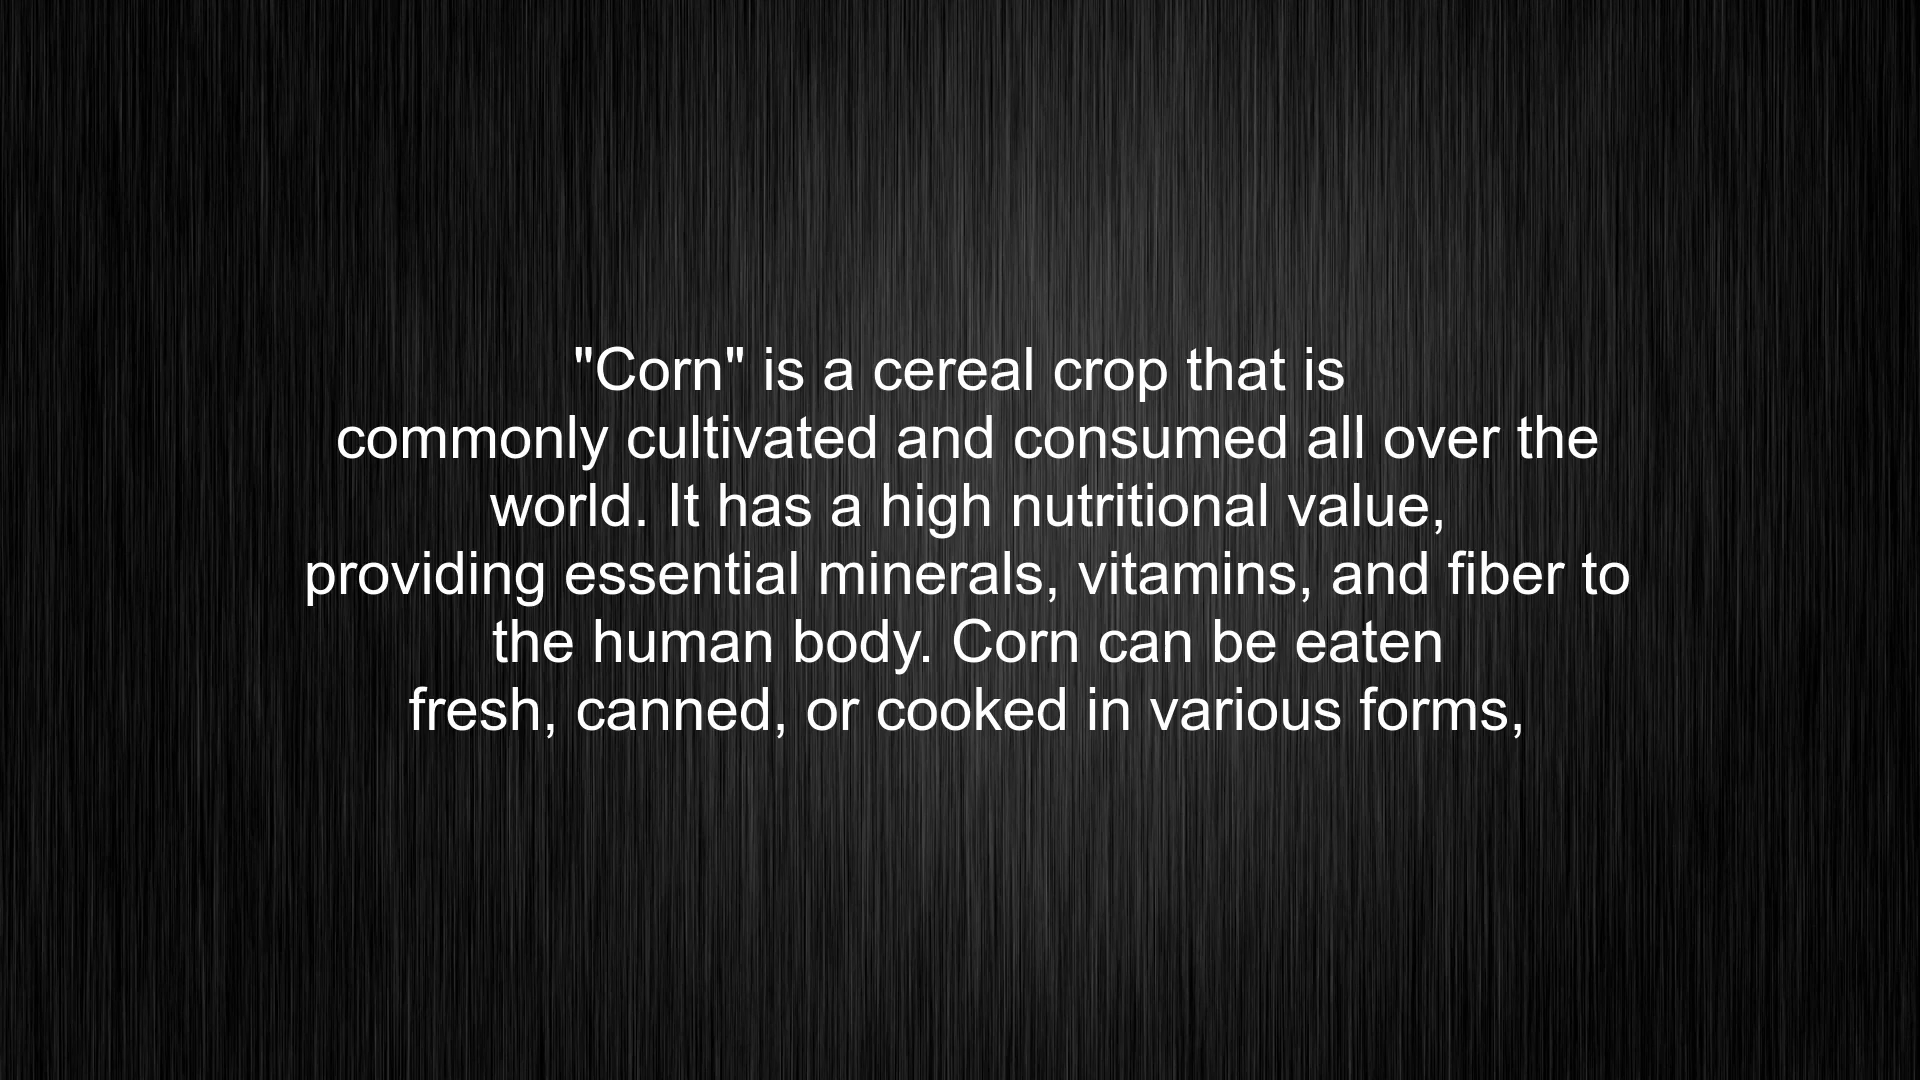 "Corn" is a cereal crop that is
commonly cultivated and consumed all over the
world. It has a high nutritional value,
providing essential minerals, vitamins, and fiber to
the human body. Corn can be eaten
fresh, canned, or cooked in various forms,